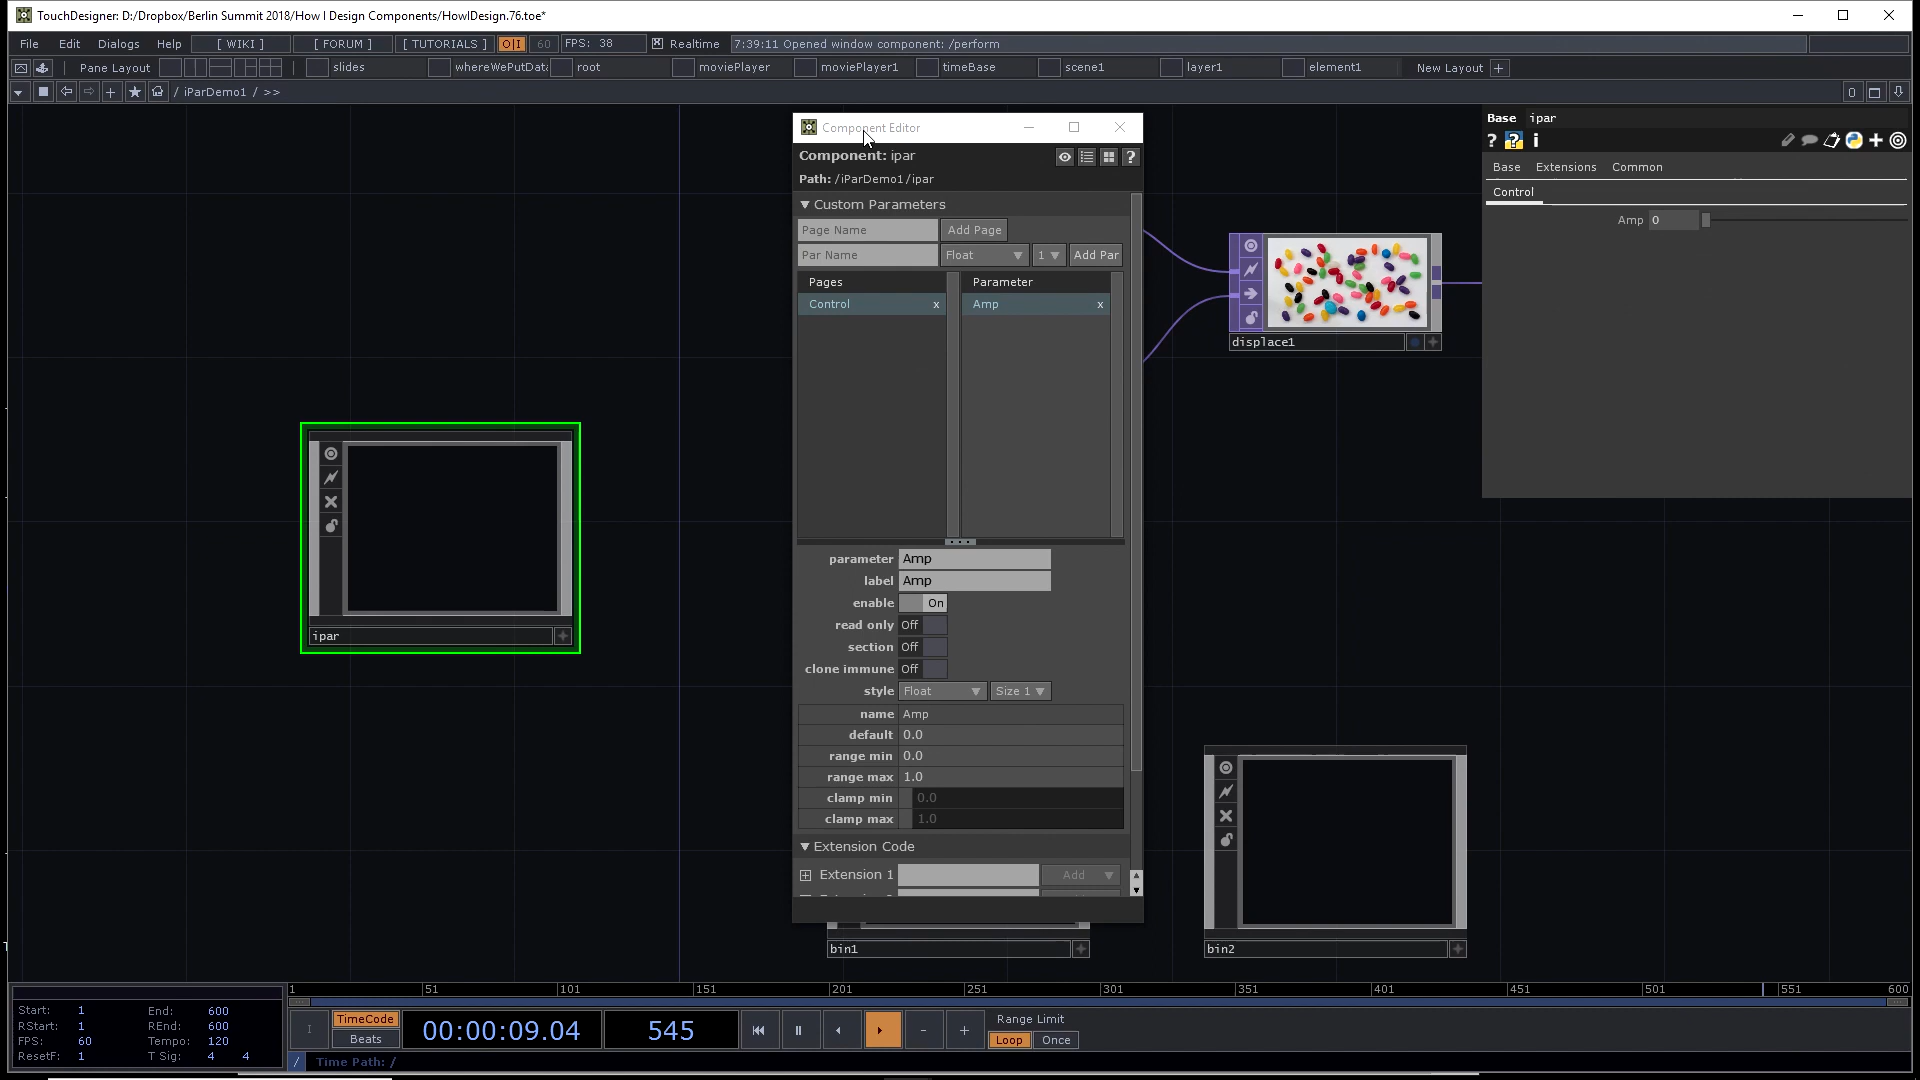 TouchDesigner: D:/Dropbox/Berlin Summit 2018/How I Design Components/HowIDesign.76.toe*
File Edit Dialogs Help [ WIKI ] [ FORUM ] [ TUTORIALS ] O|I 60 FPS: 38 Realtime 7:39:11 Opened window component: /perform
Pane Layout slides whereWePutData root moviePlayer moviePlayer1 timeBase scene1 layer1 element1 New Layout +
/ iParDemo1 / >> 0
Component Editor
Component: ipar ?
Path: /iParDemo1/ipar
Custom Parameters
Page Name Add Page
Par Name Float 1 Add Par
Pages Parameter
Control x Amp x
parameter Amp
label Amp
enable On
read only Off
section Off
clone immune Off
style Float Size 1
name Amp
default 0.0
range min 0.0
range max 1.0
clamp min 0.0
clamp max 1.0
Extension Code
Extension 1 Add
Base ipar
? ? i
Base Extensions Common
Control
Amp 0
displace1
ipar
bin1
bin2
1 51 101 151 201 251 301 351 401 451 501 551 600
Start: 1 End: 600
RStart: 1 REnd: 600
FPS: 60 Tempo: 120
ResetF: 1 T Sig: 4 4
I TimeCode Beats 00:00:09.04 545 - + Range Limit
Loop Once
/ Time Path: /